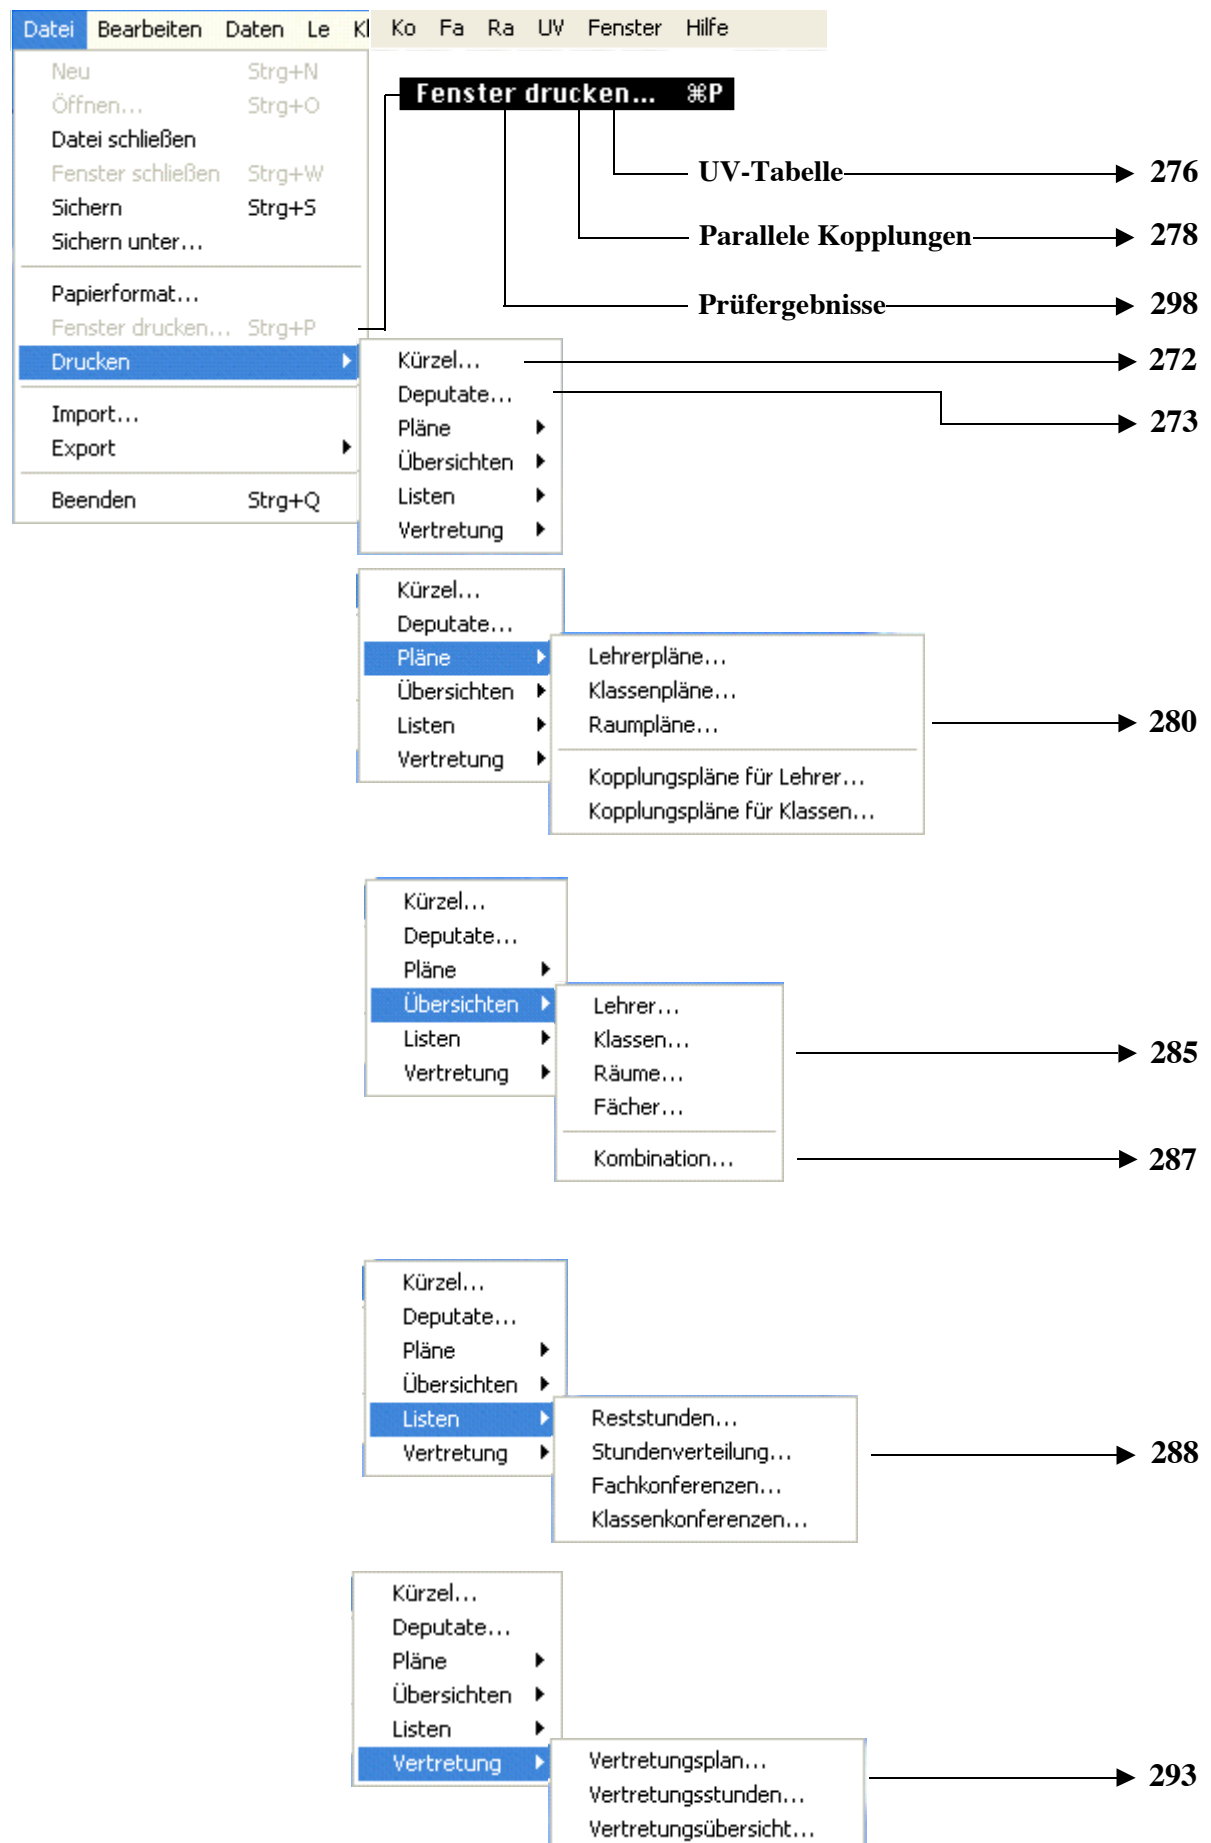 Datei Bearbeiten Daten Le Kl Ko Fa Ra UV Fenster Hilfe
Neu Strg+N
Öffnen... Strg+O
Datei schließen
Fenster schließen Strg+W
Sichern Strg+S
Sichern unter...
Papierformat...
Fenster drucken... Strg+P
Drucken
Import...
Export
Beenden Strg+Q
Fenster drucken... ⌘P
UV-Tabelle 276
Parallele Kopplungen 278
Prüfergebnisse 298
Kürzel... 272
Deputate... 273
Pläne
Übersichten
Listen
Vertretung
Kürzel...
Deputate...
Pläne
Übersichten
Listen
Vertretung
Lehrerpläne...
Klassenpläne...
Raumpläne... 280
Kopplungspläne für Lehrer...
Kopplungspläne für Klassen...
Kürzel...
Deputate...
Pläne
Übersichten
Listen
Vertretung
Lehrer...
Klassen... 285
Räume...
Fächer...
Kombination... 287
Kürzel...
Deputate...
Pläne
Übersichten
Listen
Vertretung
Reststunden...
Stundenverteilung... 288
Fachkonferenzen...
Klassenkonferenzen...
Kürzel...
Deputate...
Pläne
Übersichten
Listen
Vertretung
Vertretungsplan... 293
Vertretungsstunden...
Vertretungsübersicht...